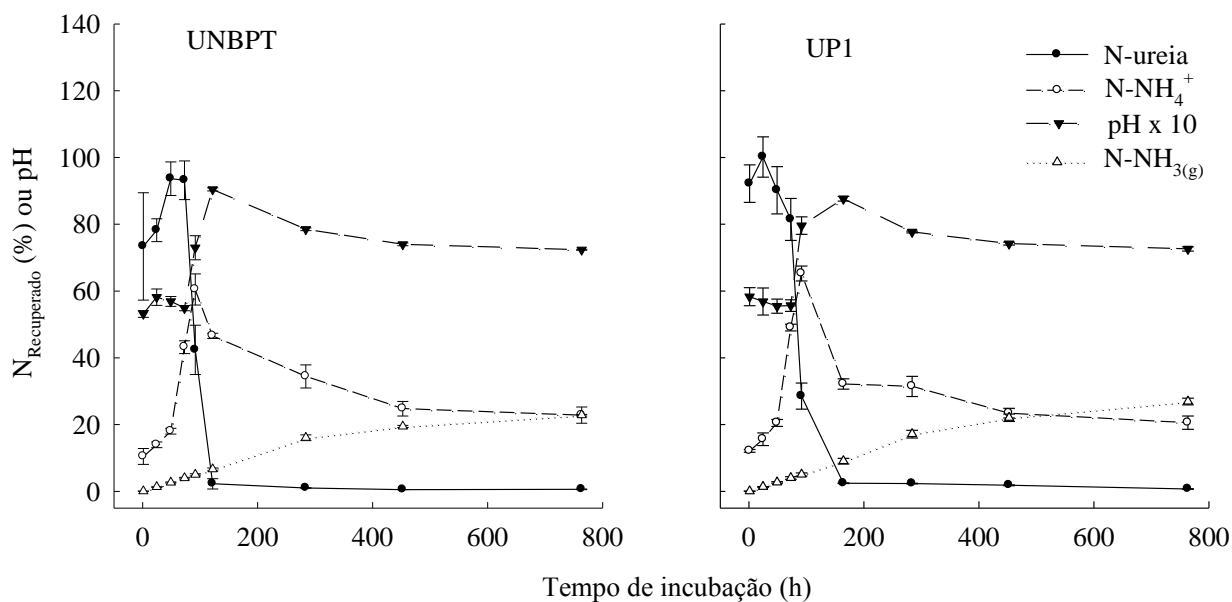 UNBPT
UP1
N-ureia
N-NH4+
pH x 10
N-NH3(g)
NRecuperado (%) ou pH
140
120
100
80
60
40
20
0
0 200 400 600 800
0 200 400 600 800
Tempo de incubação (h)